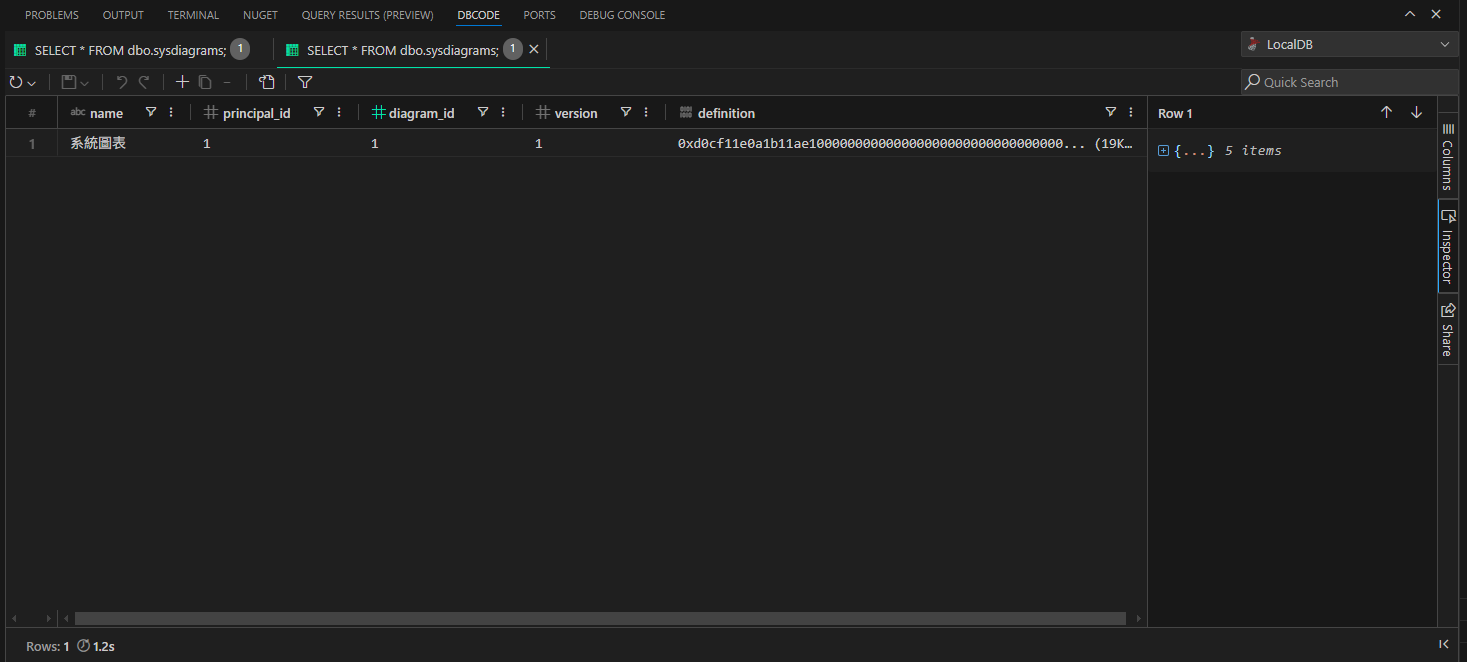 PROBLEMS OUTPUT TERMINAL NUGET QUERY RESULTS (PREVIEW) DBCODE PORTS DEBUG CONSOLE
SELECT * FROM dbo.sysdiagrams; 1 SELECT * FROM dbo.sysdiagrams; 1 LocalDB
Quick Search
# abc name principal_id diagram_id version definition Row 1
1 系統圖表 1 1 1 0xd0cf11e0a1b11ae1000000000000000000000000000000... (19K… {...} 5 items
Columns
Inspector
Share
Rows: 1 1.2s